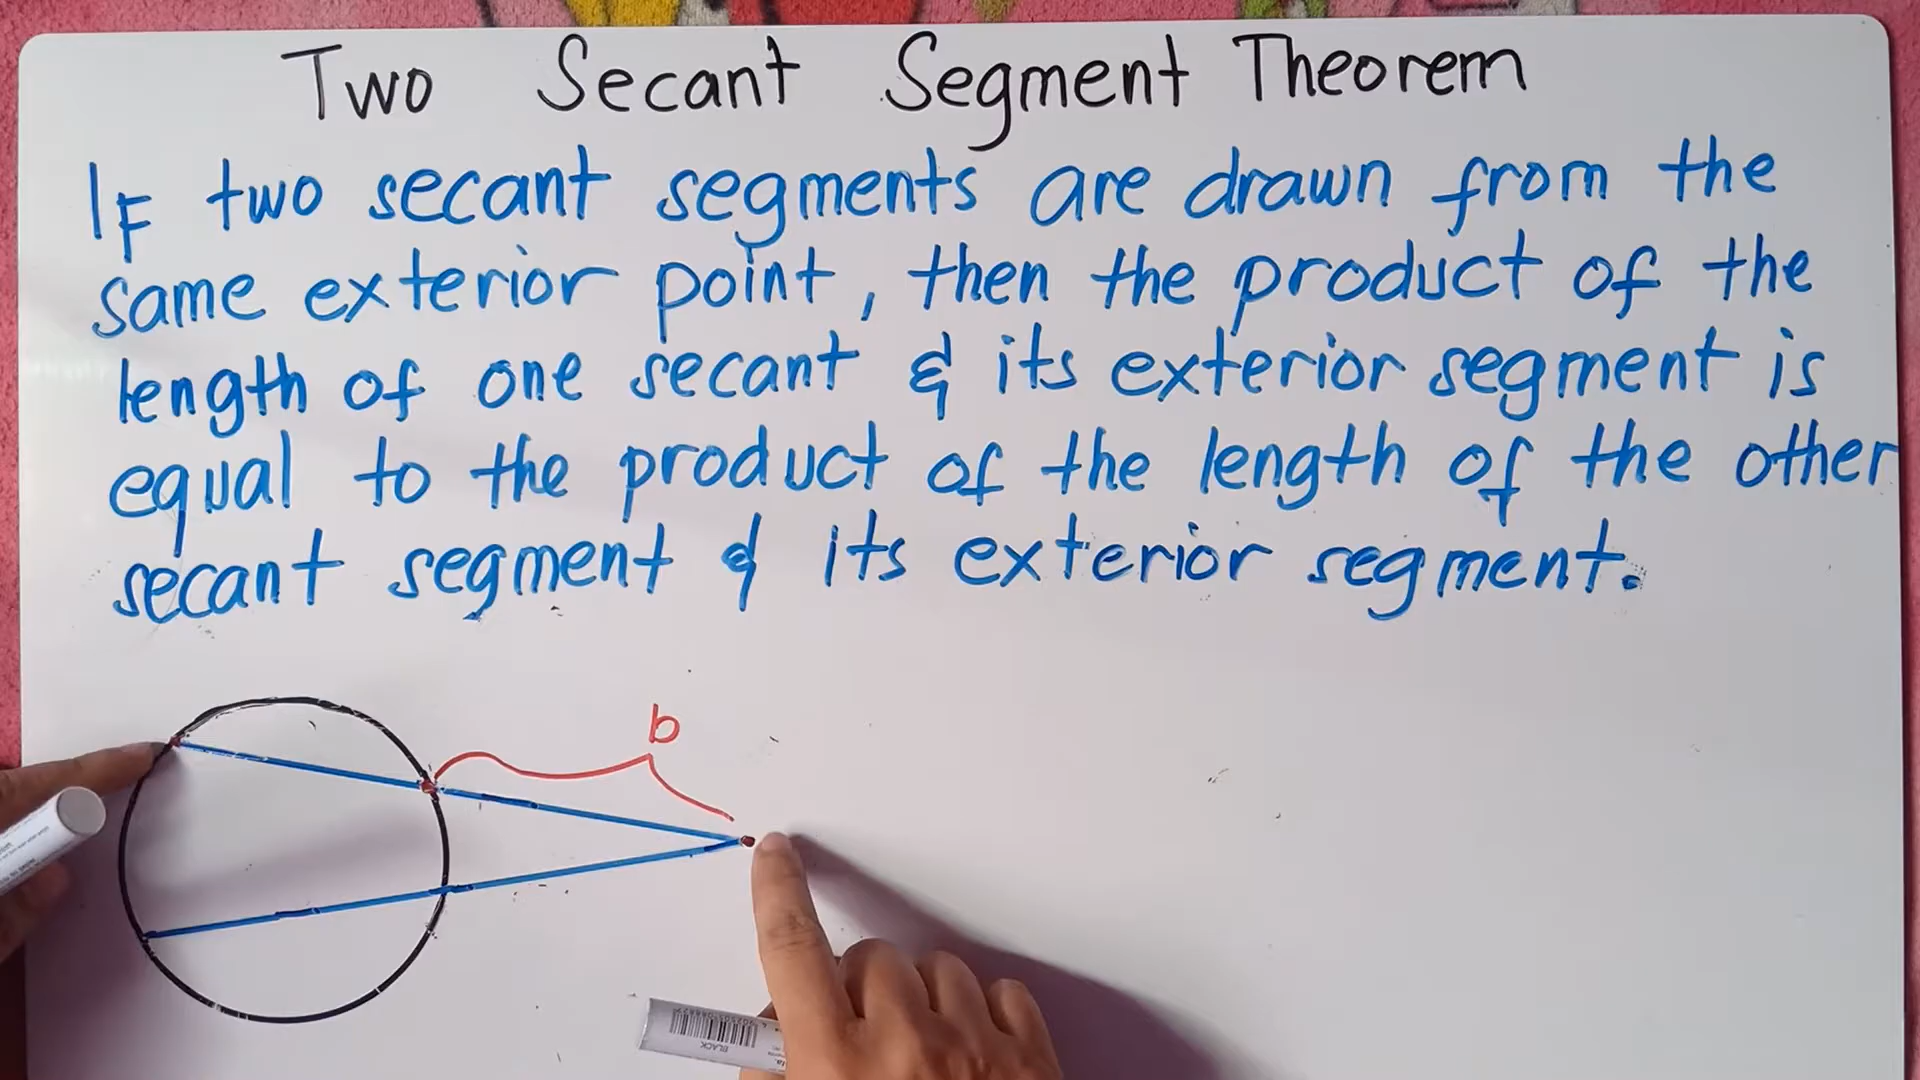 Two Secant Segment Theorem
IF two secant segments are drawn from the
same exterior point, then the product of the
length of one secant & its exterior segment is
equal to the product of the length of the other
secant segment & its exterior segment.
b
BLACK